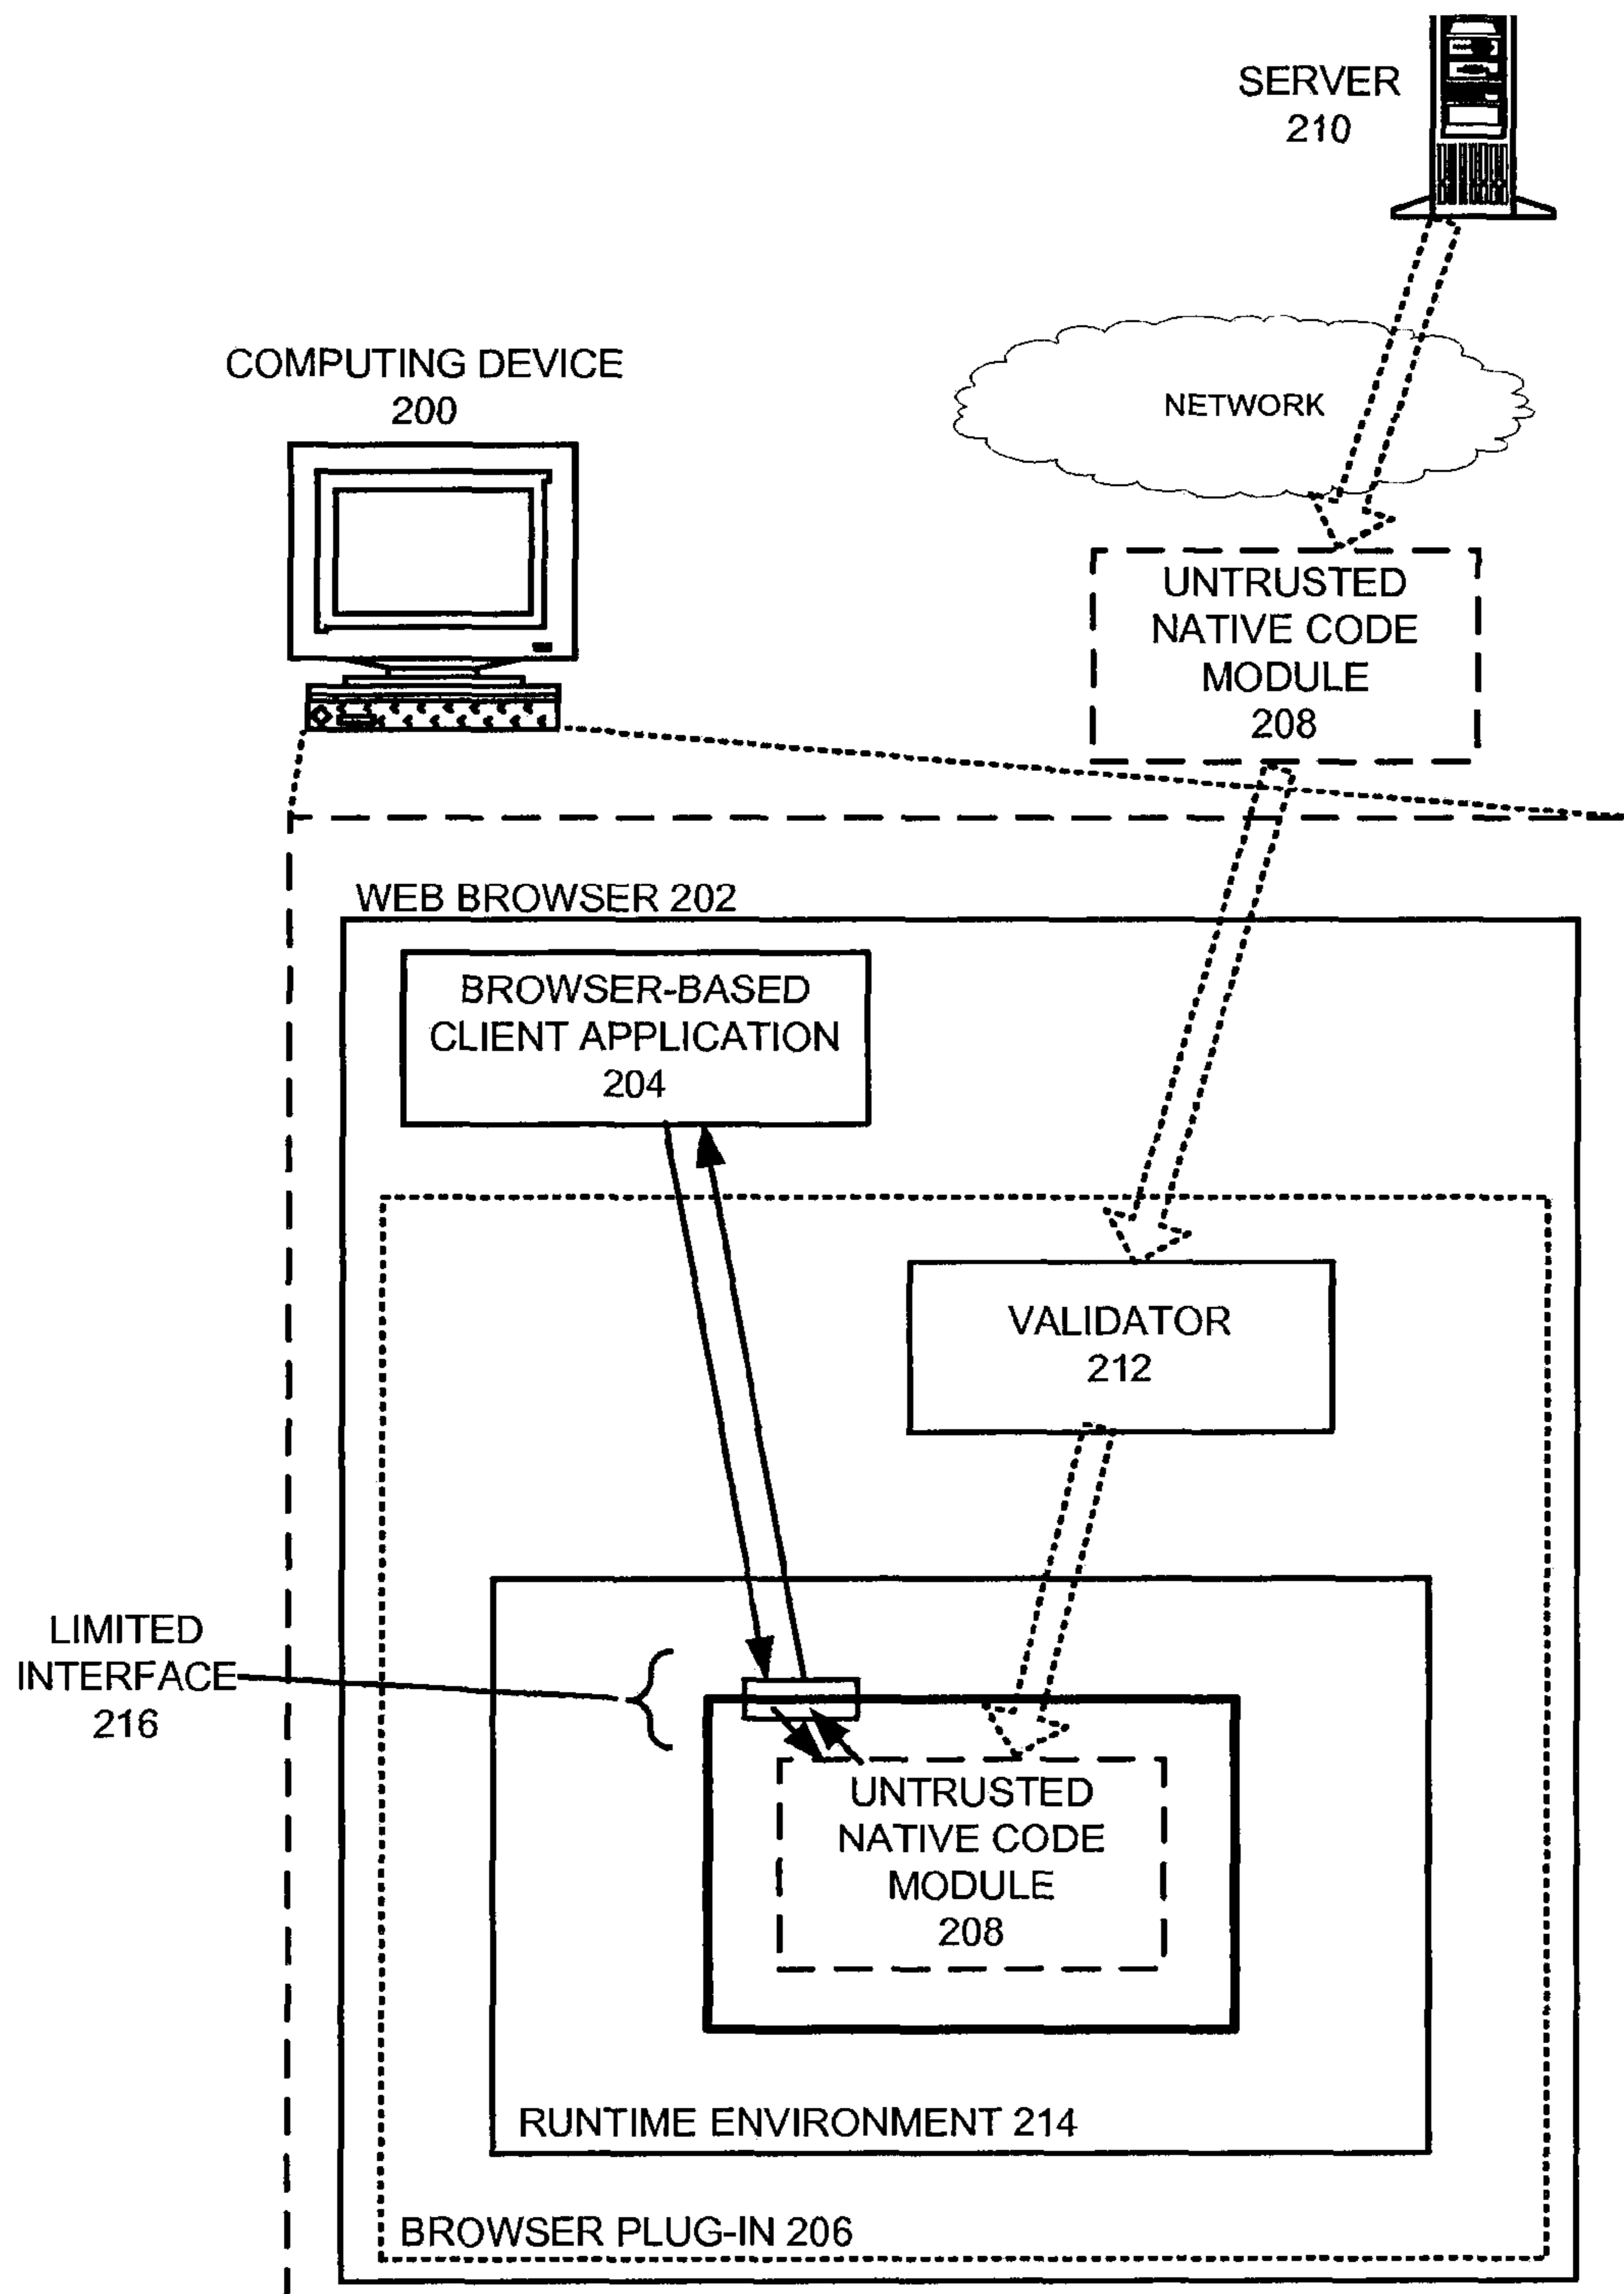 SERVER
210
COMPUTING DEVICE
200
NETWORK
UNTRUSTED
NATIVE CODE
MODULE
208
WEB BROWSER 202
BROWSER-BASED
CLIENT APPLICATION
204
VALIDATOR
212
LIMITED
INTERFACE
216
UNTRUSTED
NATIVE CODE
MODULE
208
RUNTIME ENVIRONMENT 214
BROWSER PLUG-IN 206